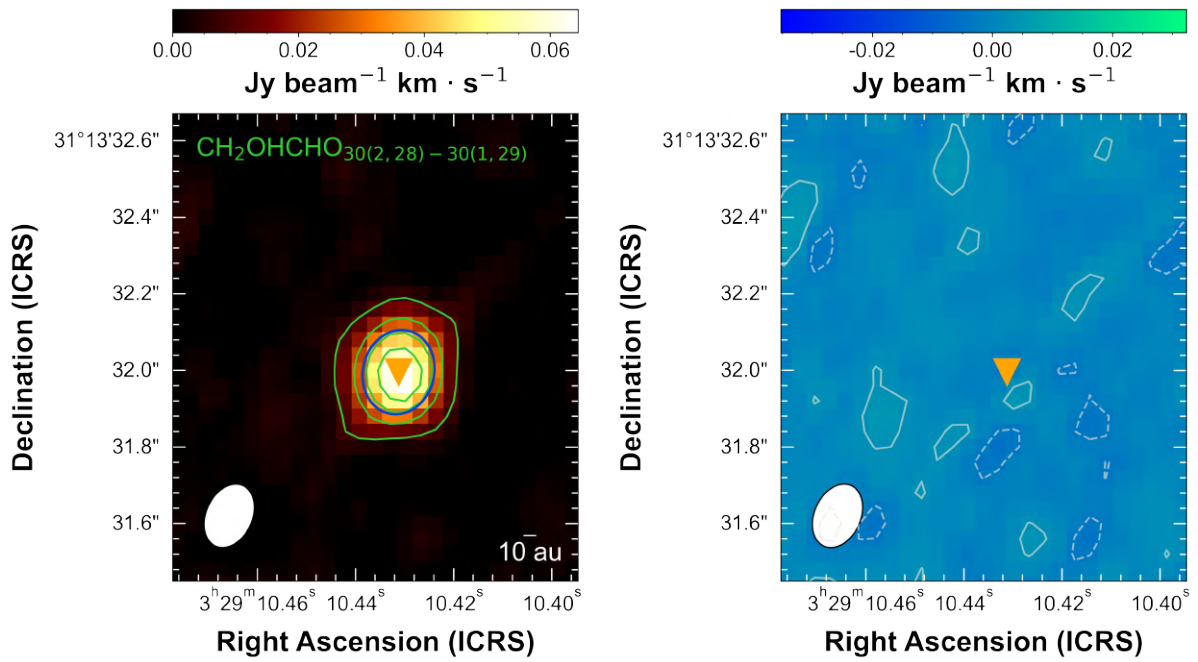 0.00 0.02 0.04 0.06
Jy beam⁻¹ km · s⁻¹
-0.02 0.00 0.02
Jy beam⁻¹ km · s⁻¹
CH₂OHCHO₃₀₍₂, ₂₈₎ ₋ ₃₀₍₁, ₂₉₎
31°13'32.6"
32.4"
32.2"
32.0"
31.8"
31.6"
10 au
3ʰ29ᵐ10.46ˢ 10.44ˢ 10.42ˢ 10.40ˢ
Right Ascension (ICRS)
Declination (ICRS)
31°13'32.6"
32.4"
32.2"
32.0"
31.8"
31.6"
3ʰ29ᵐ10.46ˢ 10.44ˢ 10.42ˢ 10.40ˢ
Right Ascension (ICRS)
Declination (ICRS)